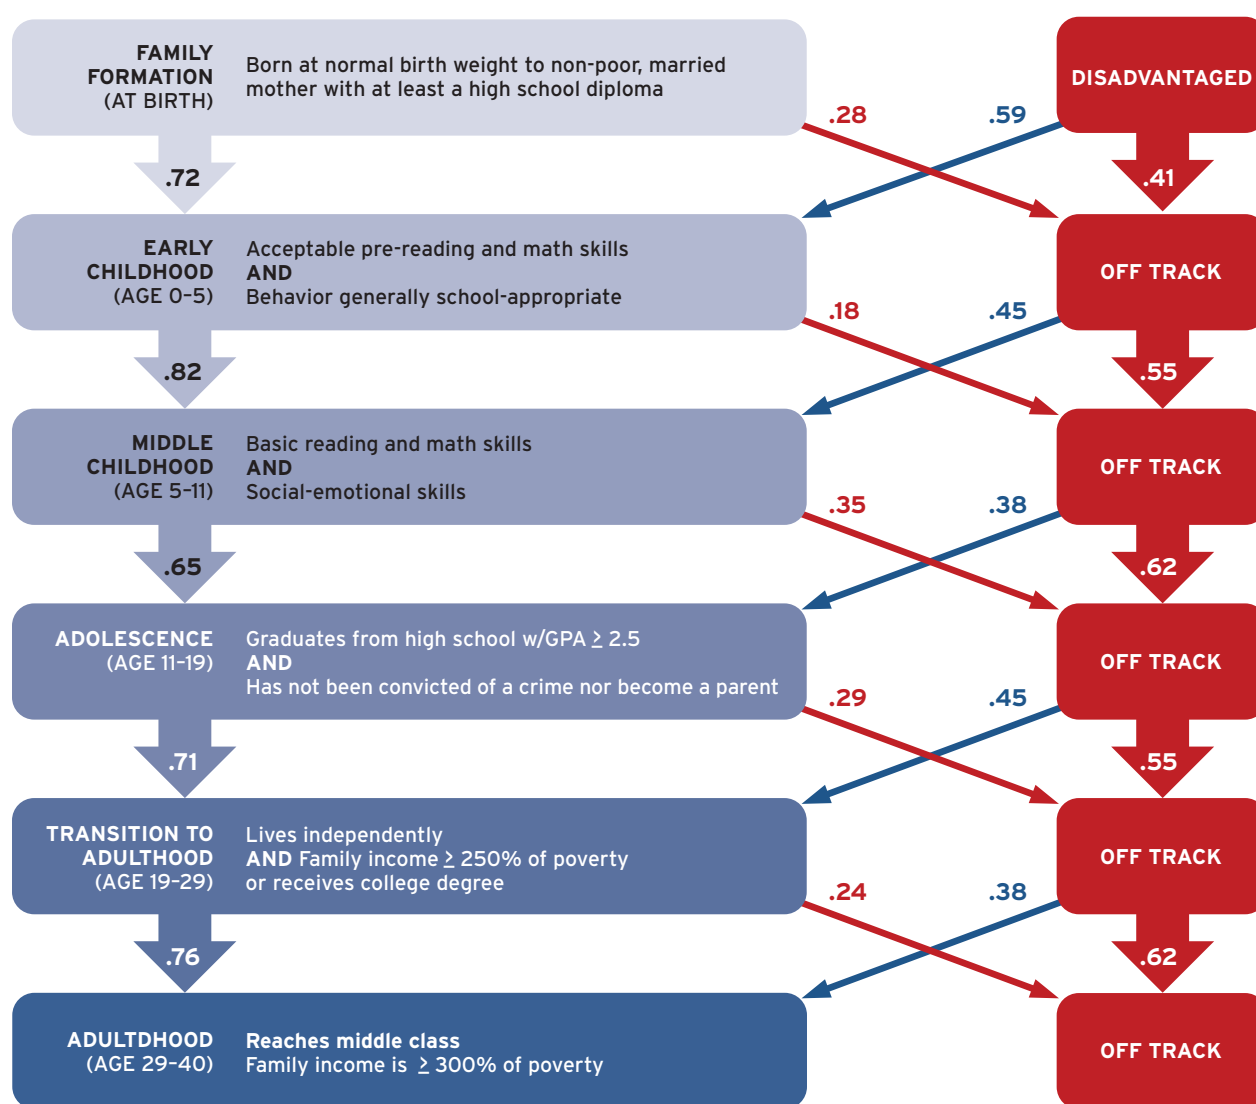 FAMILY
FORMATION
(AT BIRTH)
Born at normal birth weight to non-poor, married
mother with at least a high school diploma
DISADVANTAGED
.28
.59
.72
.41
EARLY
CHILDHOOD
(AGE 0–5)
Acceptable pre-reading and math skills
AND
Behavior generally school-appropriate
OFF TRACK
.18
.45
.82
.55
MIDDLE
CHILDHOOD
(AGE 5–11)
Basic reading and math skills
AND
Social-emotional skills
OFF TRACK
.35
.38
.65
.62
ADOLESCENCE
(AGE 11–19)
Graduates from high school w/GPA ≥ 2.5
AND
Has not been convicted of a crime nor become a parent
OFF TRACK
.29
.45
.71
.55
TRANSITION TO
ADULTHOOD
(AGE 19–29)
Lives independently
AND Family income ≥ 250% of poverty
or receives college degree
OFF TRACK
.24
.38
.76
.62
ADULTDHOOD
(AGE 29–40)
Reaches middle class
Family income is ≥ 300% of poverty
OFF TRACK